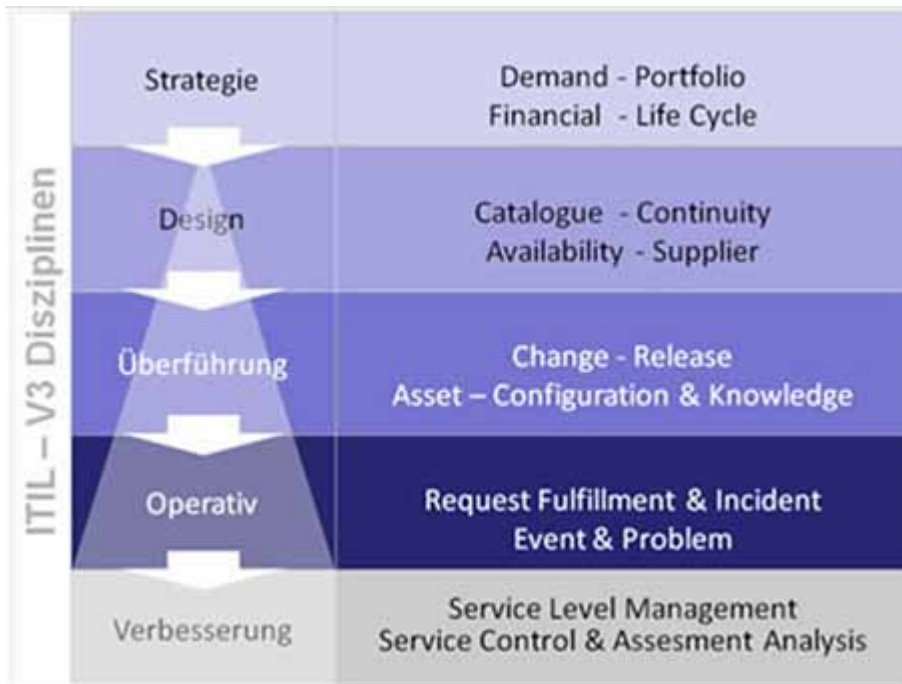 ITIL – V3 Disziplinen
Strategie
Demand - Portfolio
Financial - Life Cycle
Design
Catalogue - Continuity
Availability - Supplier
Überführung
Change - Release
Asset – Configuration & Knowledge
Operativ
Request Fulfillment & Incident
Event & Problem
Verbesserung
Service Level Management
Service Control & Assesment Analysis